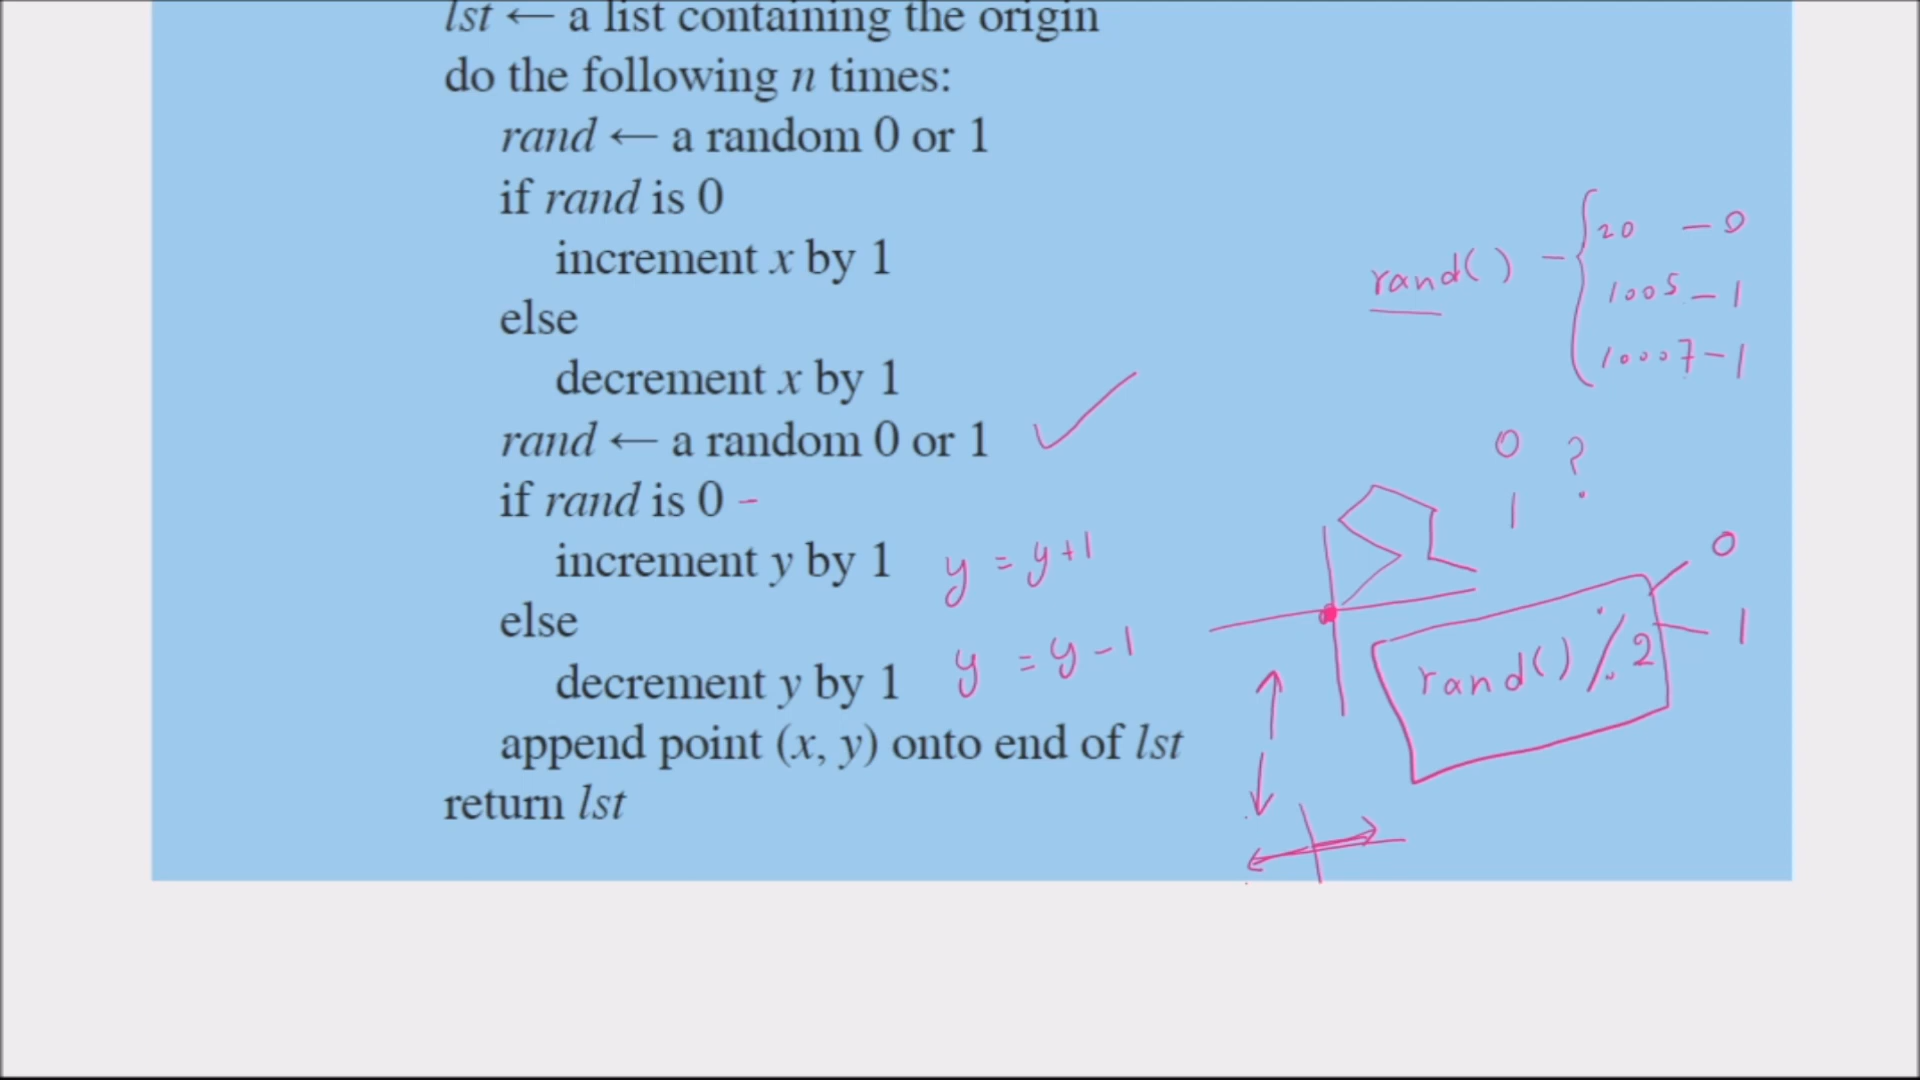 lst ← a list containing the origin
do the following n times:
rand ← a random 0 or 1
if rand is 0
increment x by 1
else
decrement x by 1
rand ← a random 0 or 1
if rand is 0 -
increment y by 1 y = y+1
else
decrement y by 1 y = y-1
append point (x, y) onto end of lst
return lst
rand() -
20 - 0
1005 - 1
10007 - 1
0 ?
1
0
rand() % 2
1